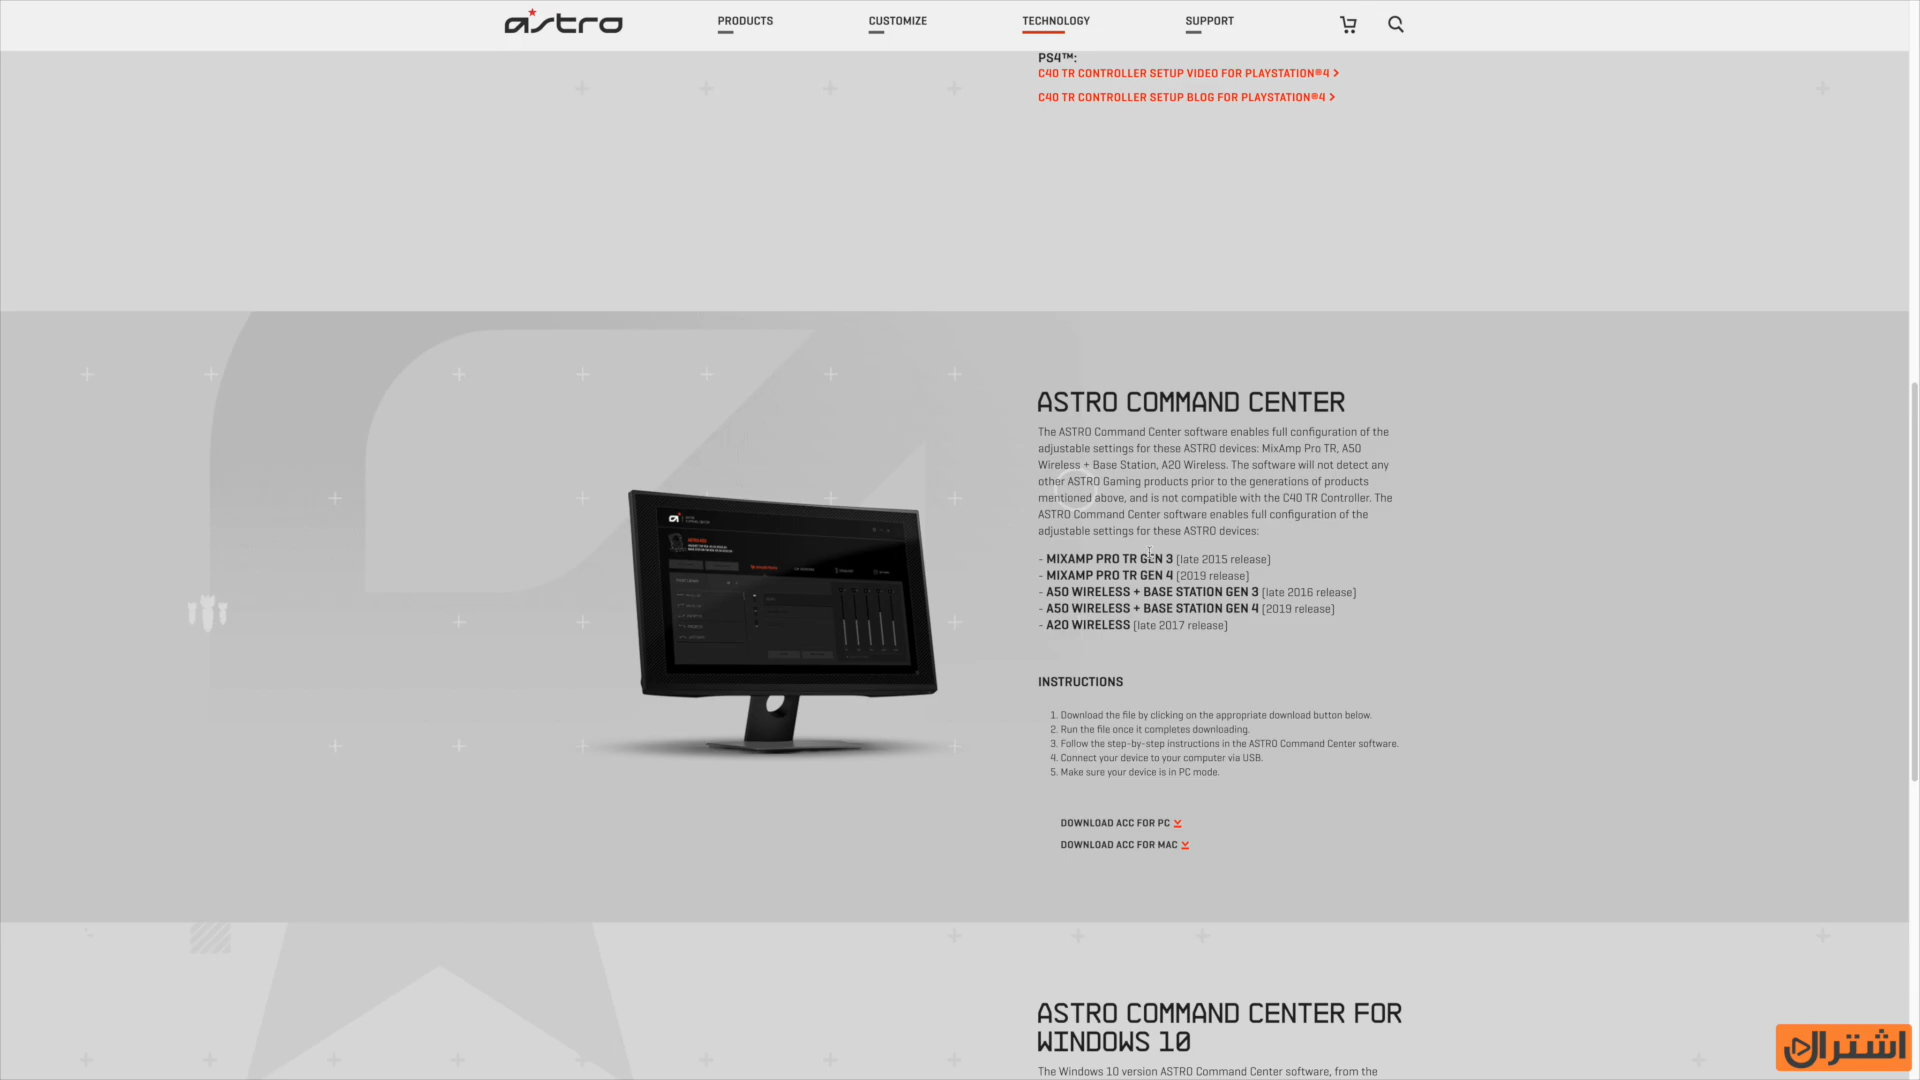 astro
PRODUCTS
CUSTOMIZE
TECHNOLOGY
SUPPORT
PS4™:
C40 TR CONTROLLER SETUP VIDEO FOR PLAYSTATION®4 >
C40 TR CONTROLLER SETUP BLOG FOR PLAYSTATION®4 >
ASTRO COMMAND CENTER
The ASTRO Command Center software enables full configuration of the
adjustable settings for these ASTRO devices: MixAmp Pro TR, A50
Wireless + Base Station, A20 Wireless. The software will not detect any
other ASTRO Gaming products prior to the generations of products
mentioned above, and is not compatible with the C40 TR Controller. The
ASTRO Command Center software enables full configuration of the
adjustable settings for these ASTRO devices:
- MIXAMP PRO TR GEN 3 (late 2015 release)
- MIXAMP PRO TR GEN 4 (2019 release)
- A50 WIRELESS + BASE STATION GEN 3 (late 2016 release)
- A50 WIRELESS + BASE STATION GEN 4 (2019 release)
- A20 WIRELESS (late 2017 release)
INSTRUCTIONS
1. Download the file by clicking on the appropriate download button below.
2. Run the file once it completes downloading.
3. Follow the step-by-step instructions in the ASTRO Command Center software.
4. Connect your device to your computer via USB.
5. Make sure your device is in PC mode.
DOWNLOAD ACC FOR PC
DOWNLOAD ACC FOR MAC
ASTRO COMMAND CENTER FOR
WINDOWS 10
The Windows 10 version ASTRO Command Center software, from the
اشتراک